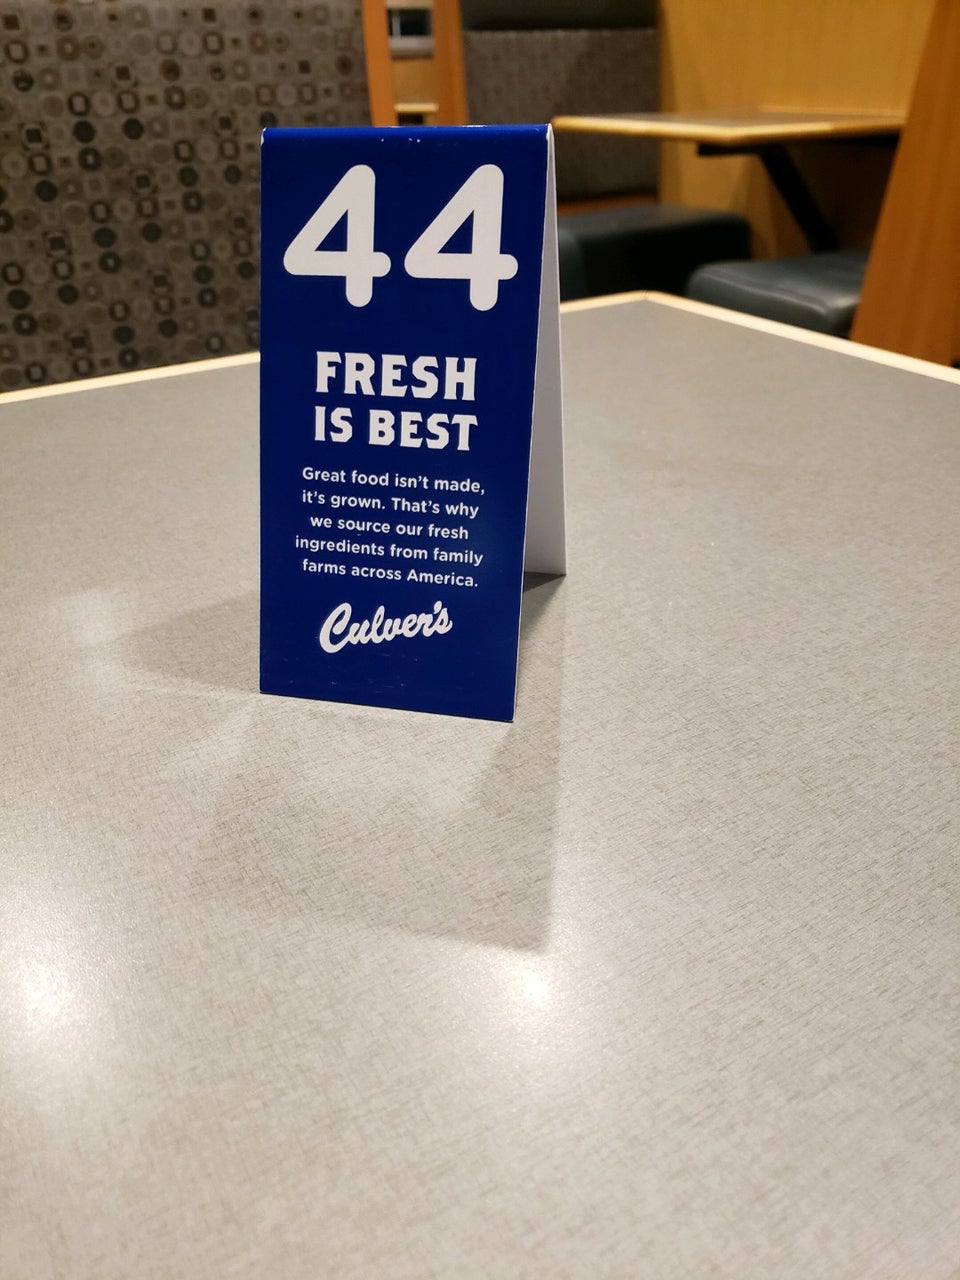 44
FRESH
IS BEST
Great food isn't made,
it's grown. That's why
we source our fresh
ingredients from family
farms across America.
Culver's